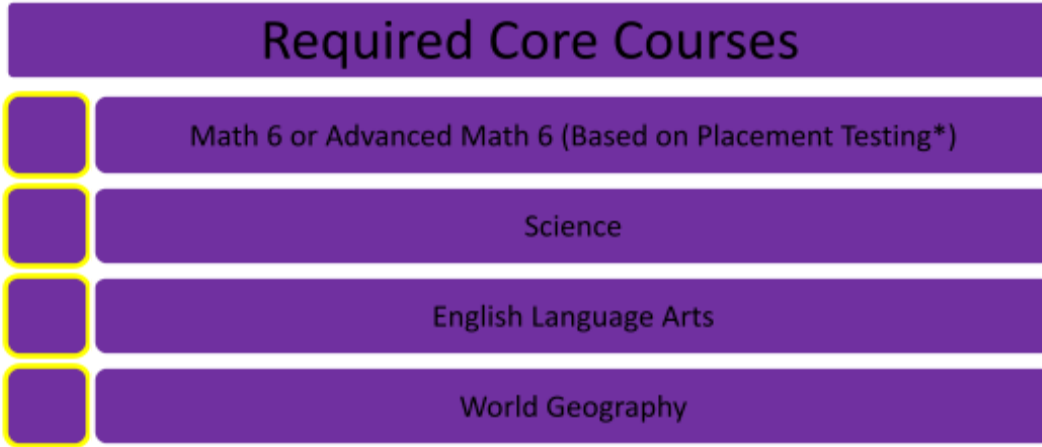 Required Core Courses
Math 6 or Advanced Math 6 (Based on Placement Testing*)
Science
English Language Arts
World Geography